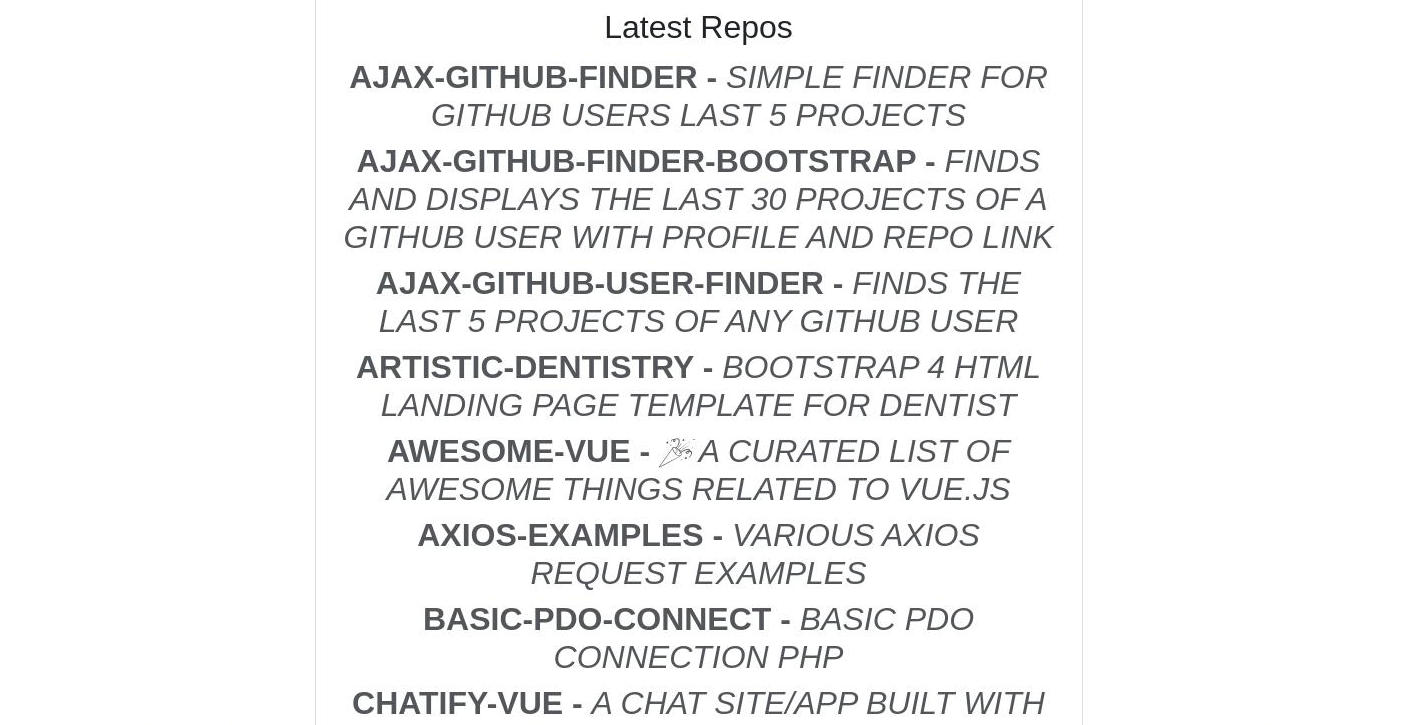 Latest Repos
AJAX-GITHUB-FINDER - SIMPLE FINDER FOR
GITHUB USERS LAST 5 PROJECTS
AJAX-GITHUB-FINDER-BOOTSTRAP - FINDS
AND DISPLAYS THE LAST 30 PROJECTS OF A
GITHUB USER WITH PROFILE AND REPO LINK
AJAX-GITHUB-USER-FINDER - FINDS THE
LAST 5 PROJECTS OF ANY GITHUB USER
ARTISTIC-DENTISTRY - BOOTSTRAP 4 HTML
LANDING PAGE TEMPLATE FOR DENTIST
AWESOME-VUE - 🎉 A CURATED LIST OF
AWESOME THINGS RELATED TO VUE.JS
AXIOS-EXAMPLES - VARIOUS AXIOS
REQUEST EXAMPLES
BASIC-PDO-CONNECT - BASIC PDO
CONNECTION PHP
CHATIFY-VUE - A CHAT SITE/APP BUILT WITH